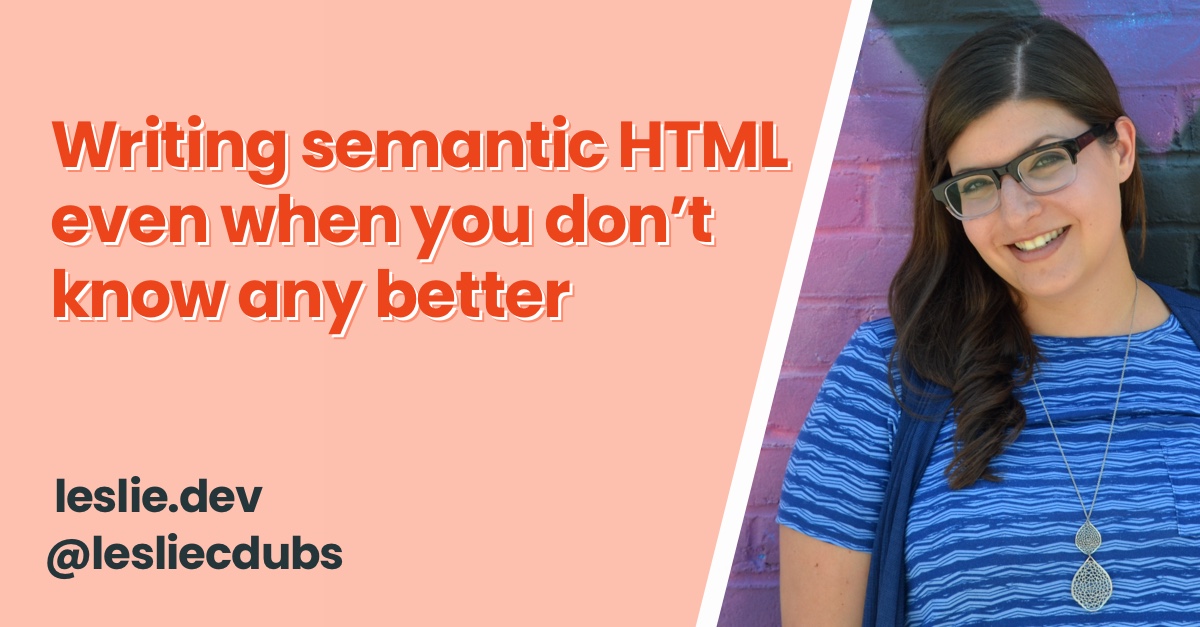 Writing semantic HTML
even when you don’t
know any better
leslie.dev
@lesliecdubs